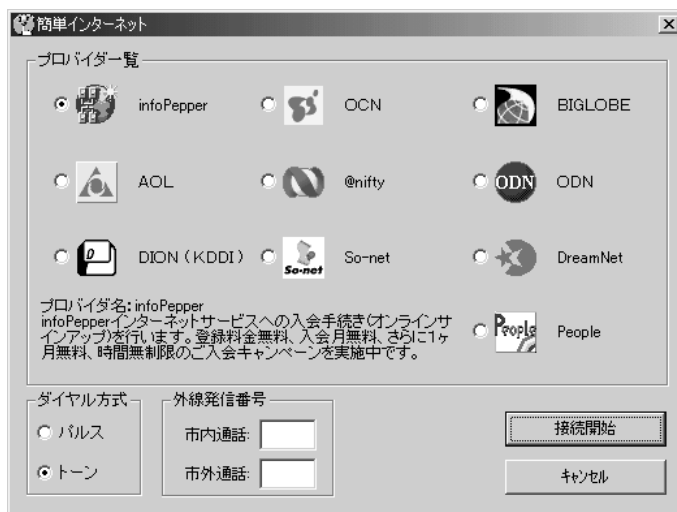 簡単インターネット
プロバイダ一覧
infoPepper
OCN
BIGLOBE
AOL
@nifty
ODN
ODN
DION（KDDI）
So-net
So-net
DreamNet
D
プロバイダ名：infoPepper
infoPepperインターネットサービスへの入会手続き(オンラインサ
インアップ)を行います。登録料金無料、入会月無料、さらに1ヶ
月無料、時間無制限のご入会キャンペーンを実施中です。
People
People
ダイヤル方式
パルス
トーン
外線発信番号
市内通話:
市外通話:
接続開始
キャンセル